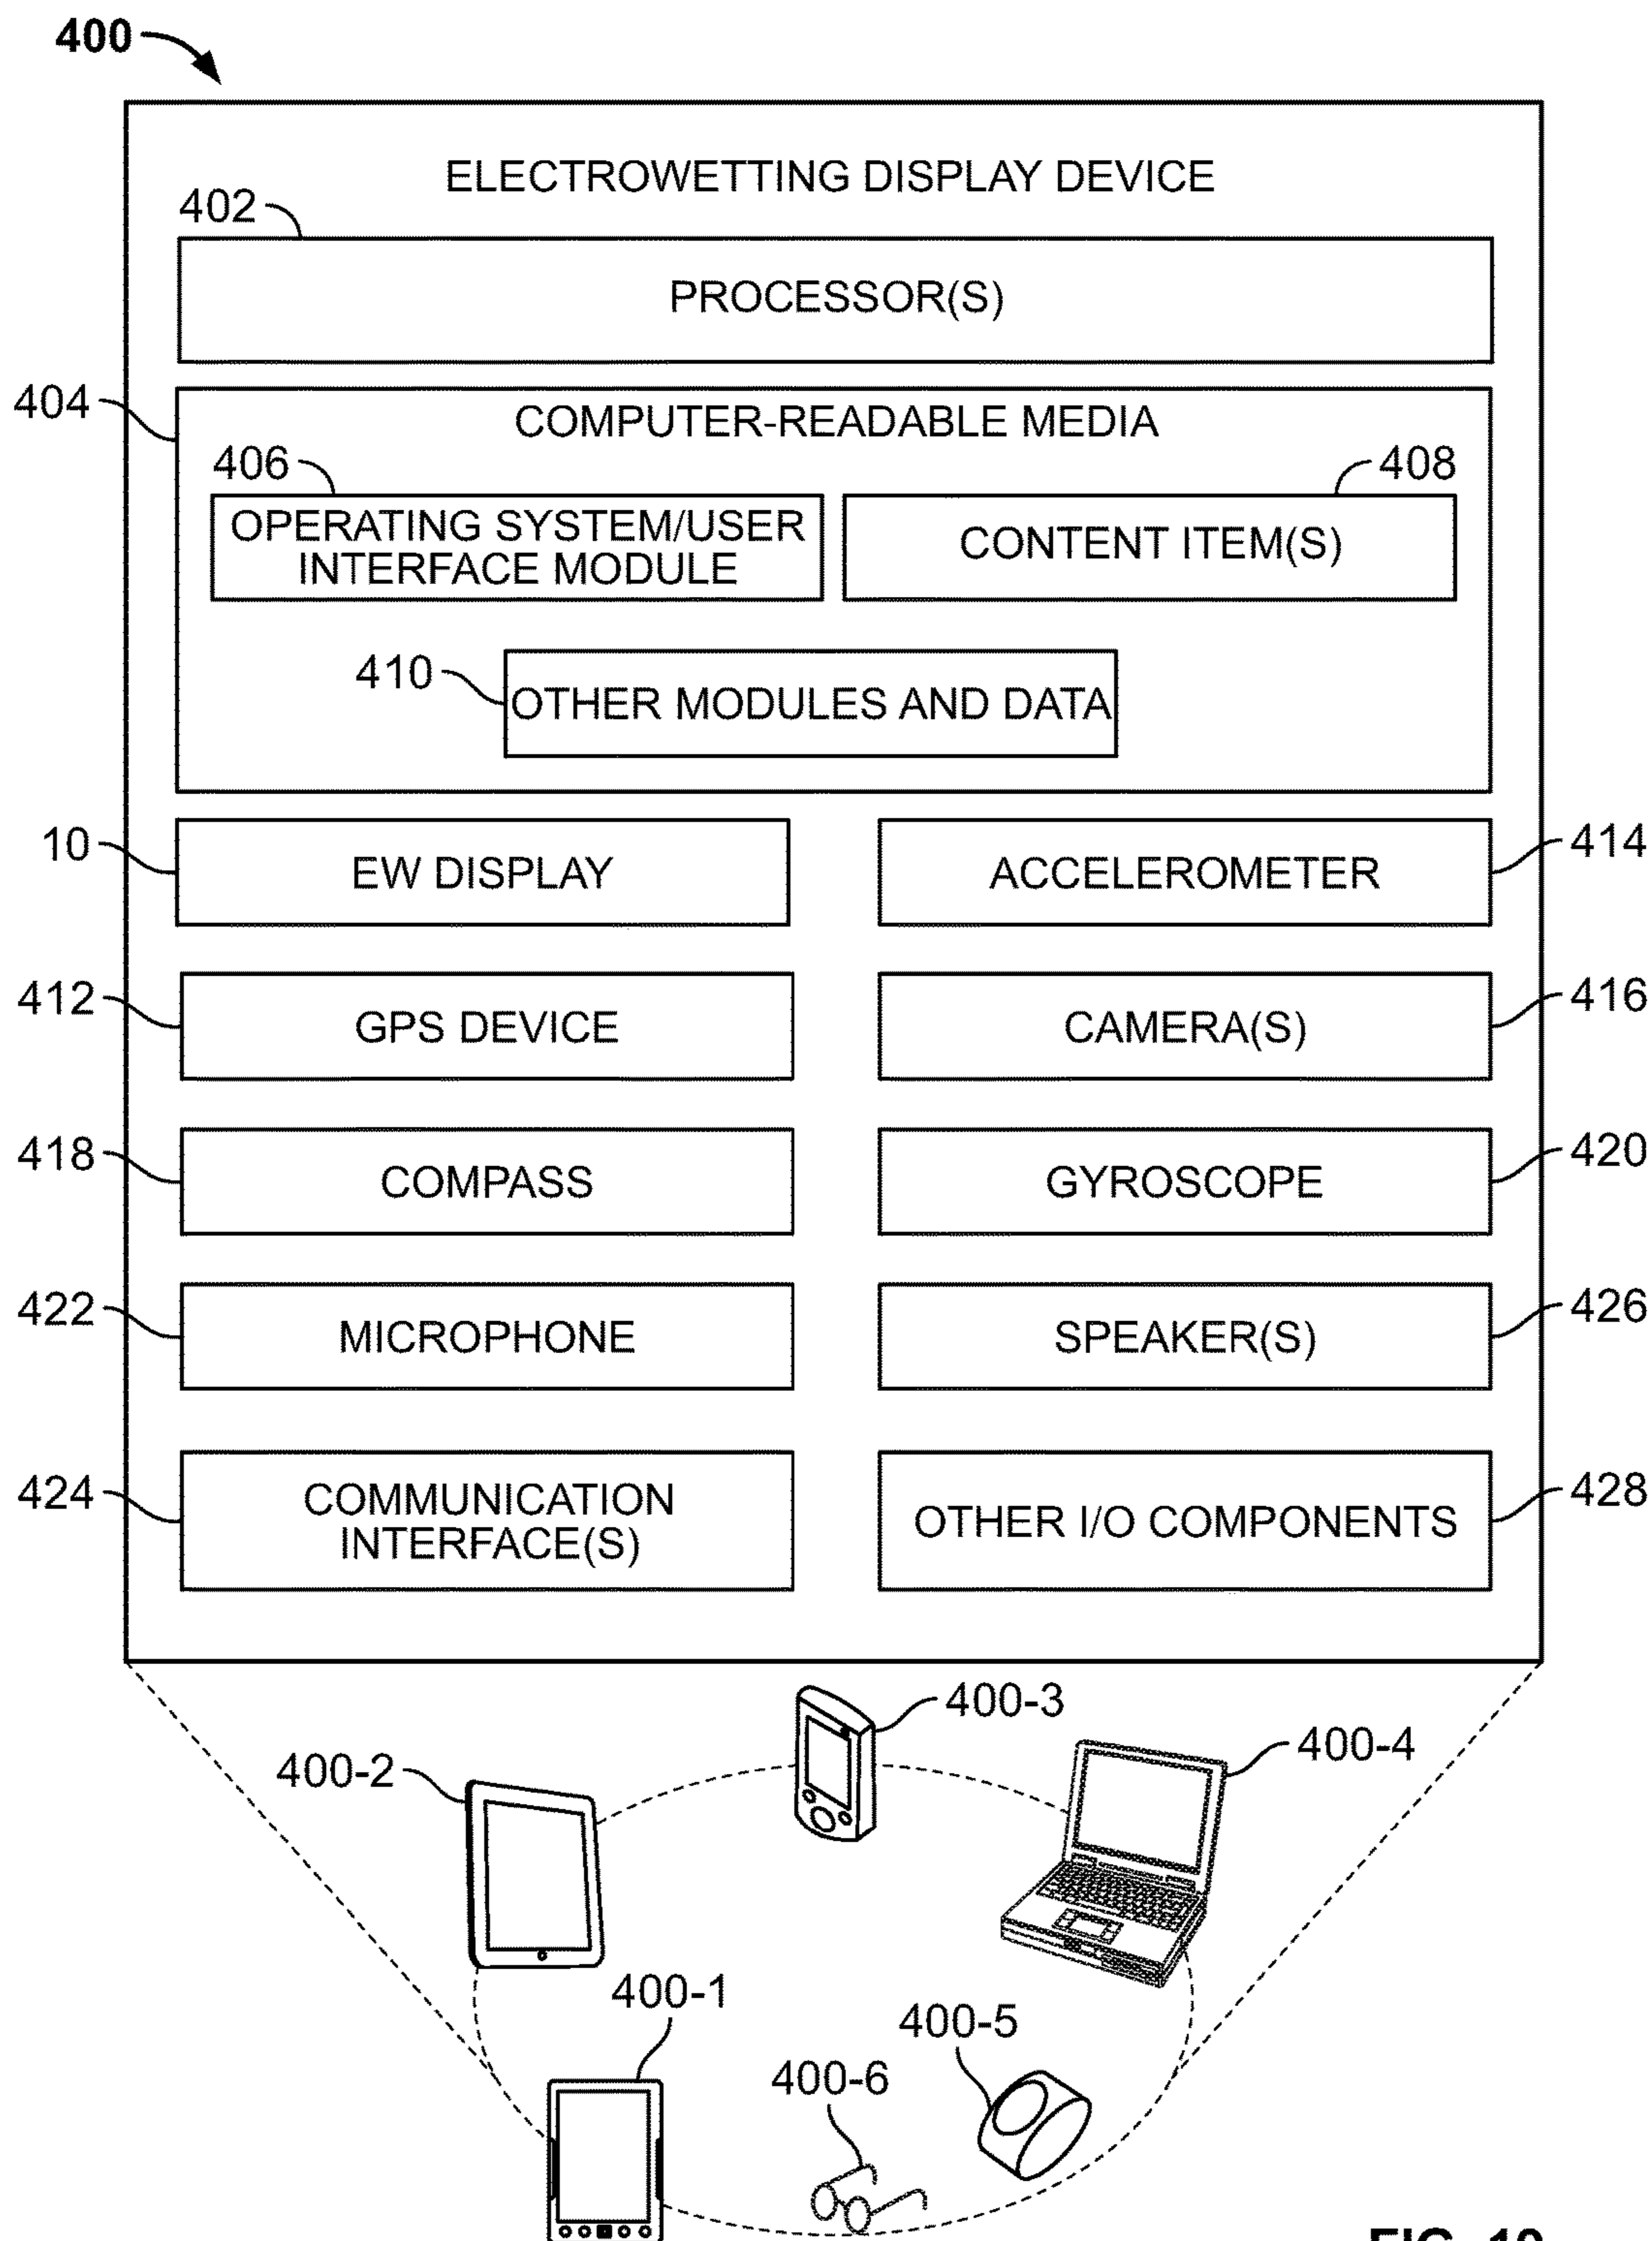 400
ELECTROWETTING DISPLAY DEVICE
402
PROCESSOR(S)
404
COMPUTER-READABLE MEDIA
406
408
OPERATING SYSTEM/USER
INTERFACE MODULE
CONTENT ITEM(S)
410
OTHER MODULES AND DATA
10
EW DISPLAY
ACCELEROMETER
414
412
GPS DEVICE
CAMERA(S)
416
418
COMPASS
GYROSCOPE
420
422
MICROPHONE
SPEAKER(S)
426
424
COMMUNICATION
INTERFACE(S)
OTHER I/O COMPONENTS
428
400-3
400-4
400-2
400-1
400-5
400-6
FIG.